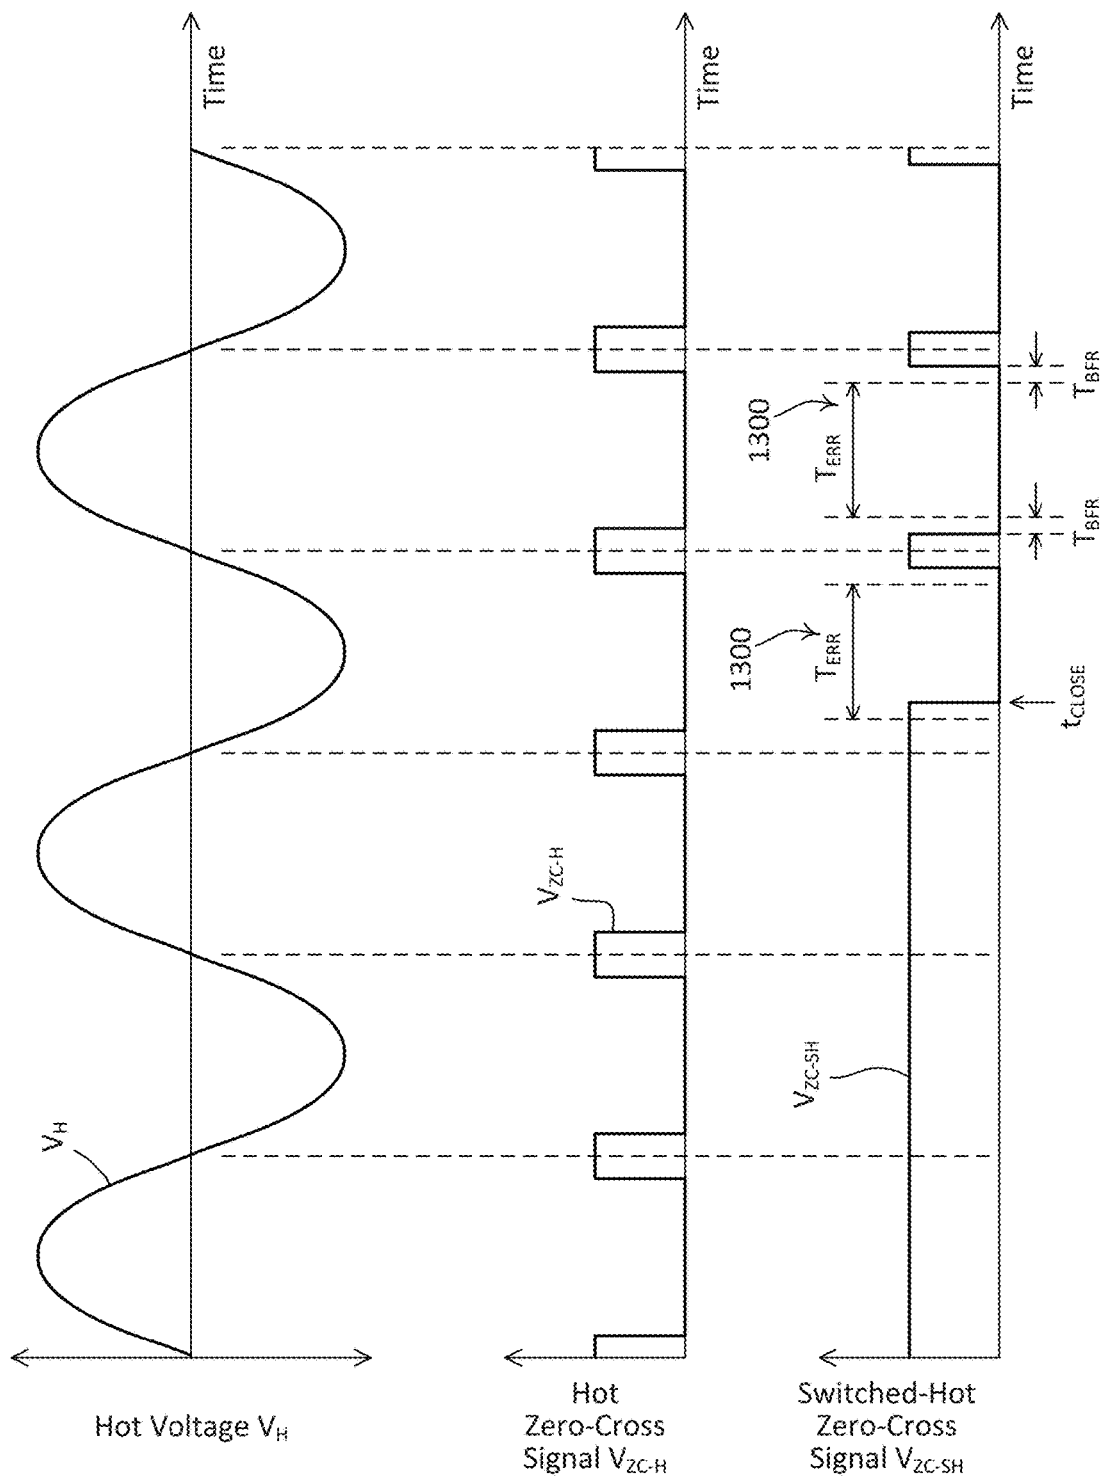 Time
Time
Time
V_H
V_ZC-H
V_ZC-SH
1300
T_ERR
1300
T_ERR
T_BFR
T_BFR
t_CLOSE
Hot Voltage V_H
Hot
Zero-Cross
Signal V_ZC-H
Switched-Hot
Zero-Cross
Signal V_ZC-SH